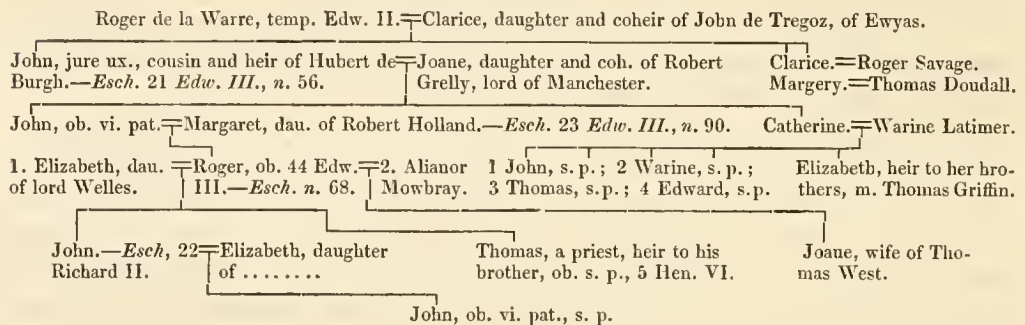 Roger de la Warre, temp. Edw. II.=Clarice, daughter and coheir of John de Tregoz, of Ewyas.
John, jure ux., cousin and heir of Hubert de=Joane, daughter and coh. of Robert Clarice.=Roger Savage.
Burgh.—Esch. 21 Edw. III., n. 56. Grelly, lord of Manchester. Margery.=Thomas Doudall.
John, ob. vi. pat.=Margaret, dau. of Robert Holland.—Esch. 23 Edw. III., n. 90. Catherine.=Warine Latimer.
1. Elizabeth, dau.=Roger, ob. 44 Edw.=2. Alianor 1 John, s.p.; 2 Warine, s.p.; Elizabeth, heir to her bro-
of lord Welles. III.—Esch. n. 68. Mowbray. 3 Thomas, s.p.; 4 Edward, s.p. thers, m. Thomas Griffin.
John.—Esch, 22=Elizabeth, daughter Thomas, a priest, heir to his Joane, wife of Tho-
Richard II. of ........ brother, ob. s. p., 5 Hen. VI. mas West.
John, ob. vi. pat., s. p.